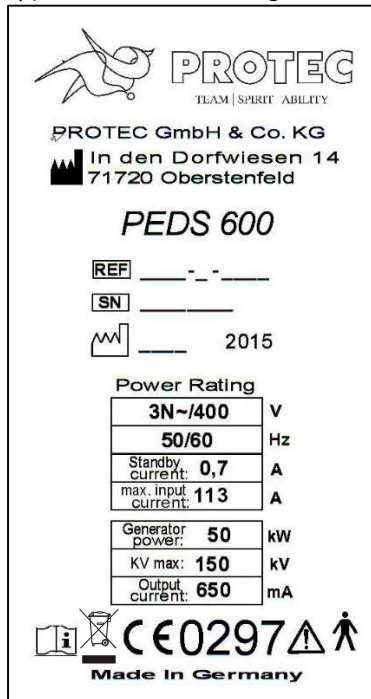 PROTEC
TEAM | SPIRIT ABILITY
PROTEC GmbH & Co. KG
In den Dorfwiesen 14
71720 Oberstenfeld
PEDS 600
REF ____-_-____
SN ___ ____
____ 2015
Power Rating
3N~/400 V
50/60 Hz
Standby current: 0,7 A
max. input current: 113 A
Generator power: 50 kW
KV max: 150 kV
Output current: 650 mA
i CE0297
Made In Germany